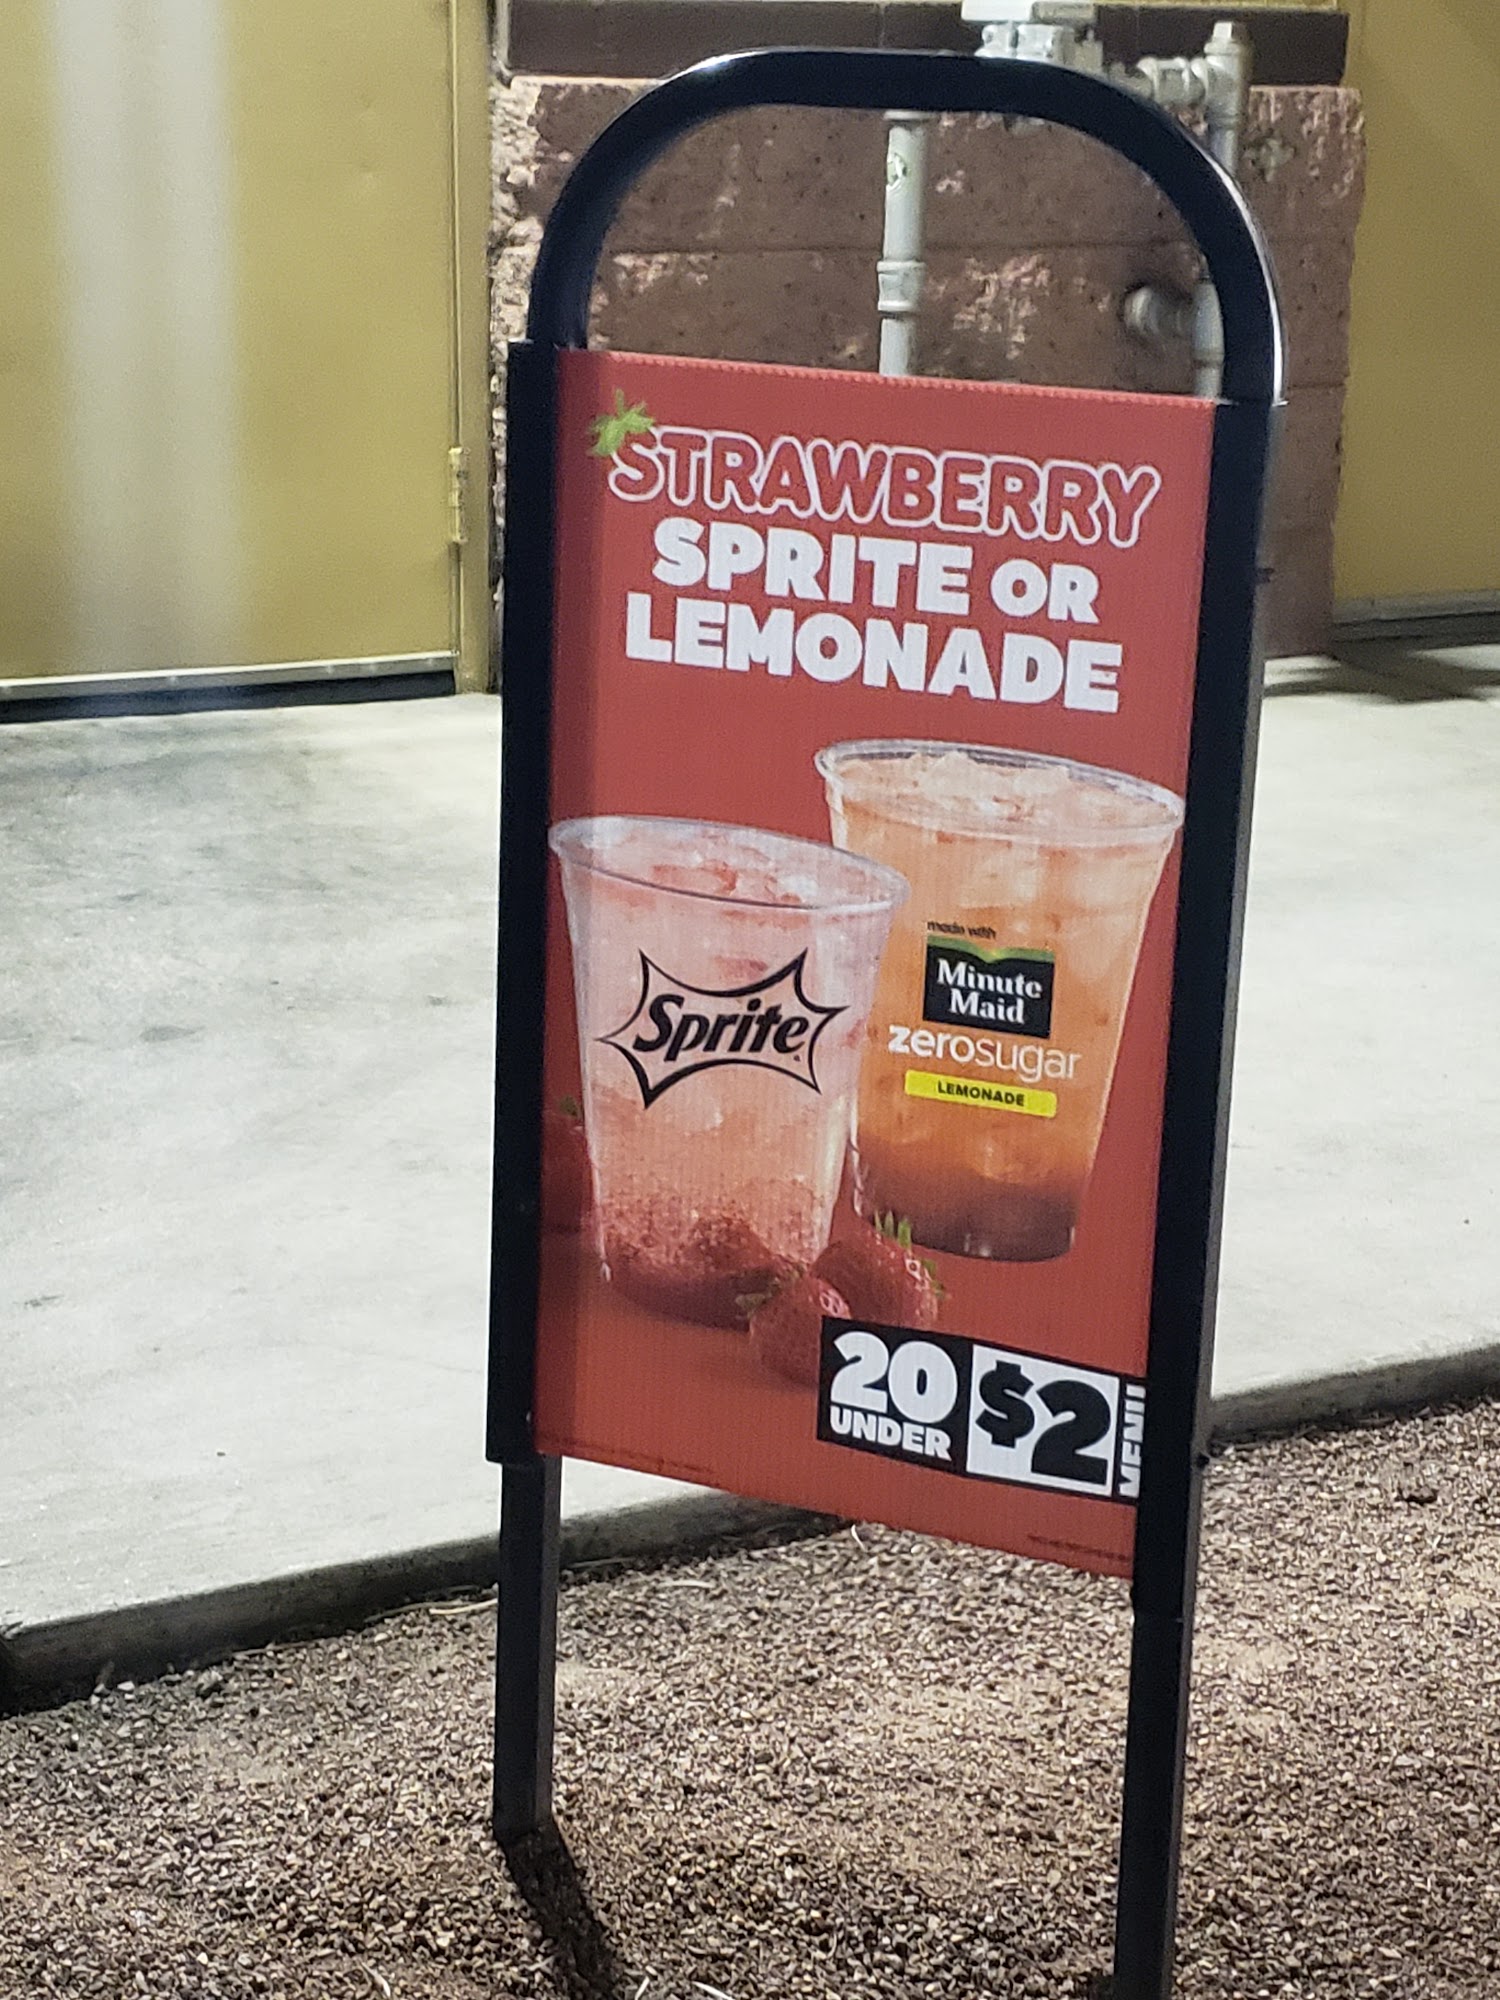 STRAWBERRY
SPRITE OR
LEMONADE
made with
Minute
Maid
zerosugar
LEMONADE
Sprite
20
UNDER
$2
MENU